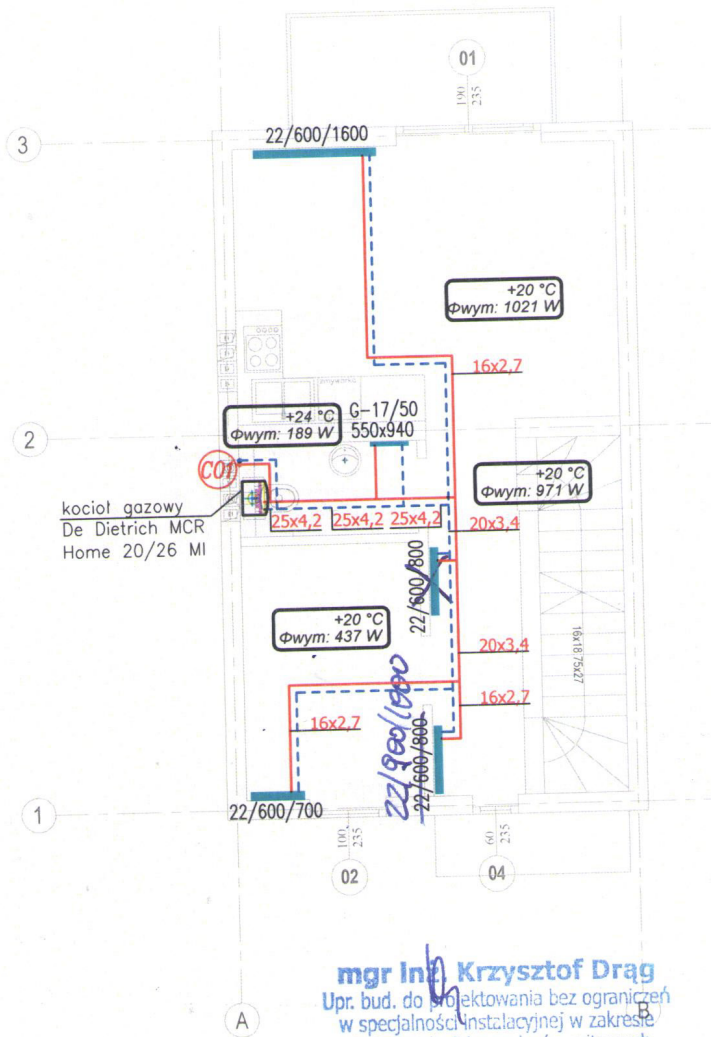 01
190
235
3
22/600/1600
+20 °C
Φwym: 1021 W
16x2,7
zmywarka
+24 °C
Φwym: 189 W
G-17/50
550x940
2
CO1
+20 °C
Φwym: 971 W
kocioł gazowy
De Dietrich MCR
Home 20/26 MI
25x4,2
25x4,2
25x4,2
20x3,4
22/600/800
+20 °C
Φwym: 437 W
16x18,75x27
20x3,4
16x2,7
16x2,7
22/900/1000
22/600/800
22/600/700
1
100
235
60
235
02
04
mgr Inż. Krzysztof Drąg
Upr. bud. do projektowania bez ograniczeń
w specjalności instalacyjnej w zakresie
A
B